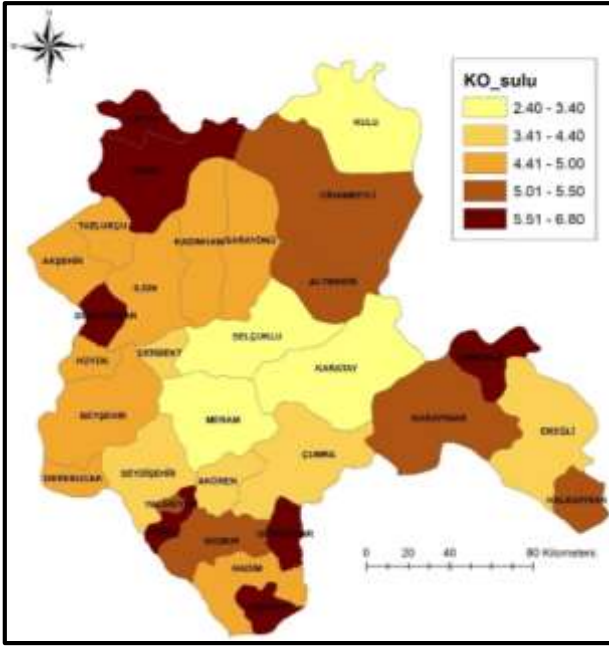 KO_sulu
2.40 - 3.40
3.41 - 4.40
4.41 - 5.00
5.01 - 5.50
5.51 - 6.80
KULU
CİHANBEYLİ
TUZLUKÇU
KADINHANI
SARAYÖNÜ
AKŞEHİR
ILGIN
ALTINEKİN
SELÇUKLU
DERBENT
HÜYÜK
KARATAY
BEYŞEHİR
MERAM
KARAPINAR
EREĞLİ
ÇUMRA
SEYDİŞEHİR
DEREBUCAK
AKÖREN
HALKAPINAR
BOZKIR
HADİM
0 20 40 80 Kilometers